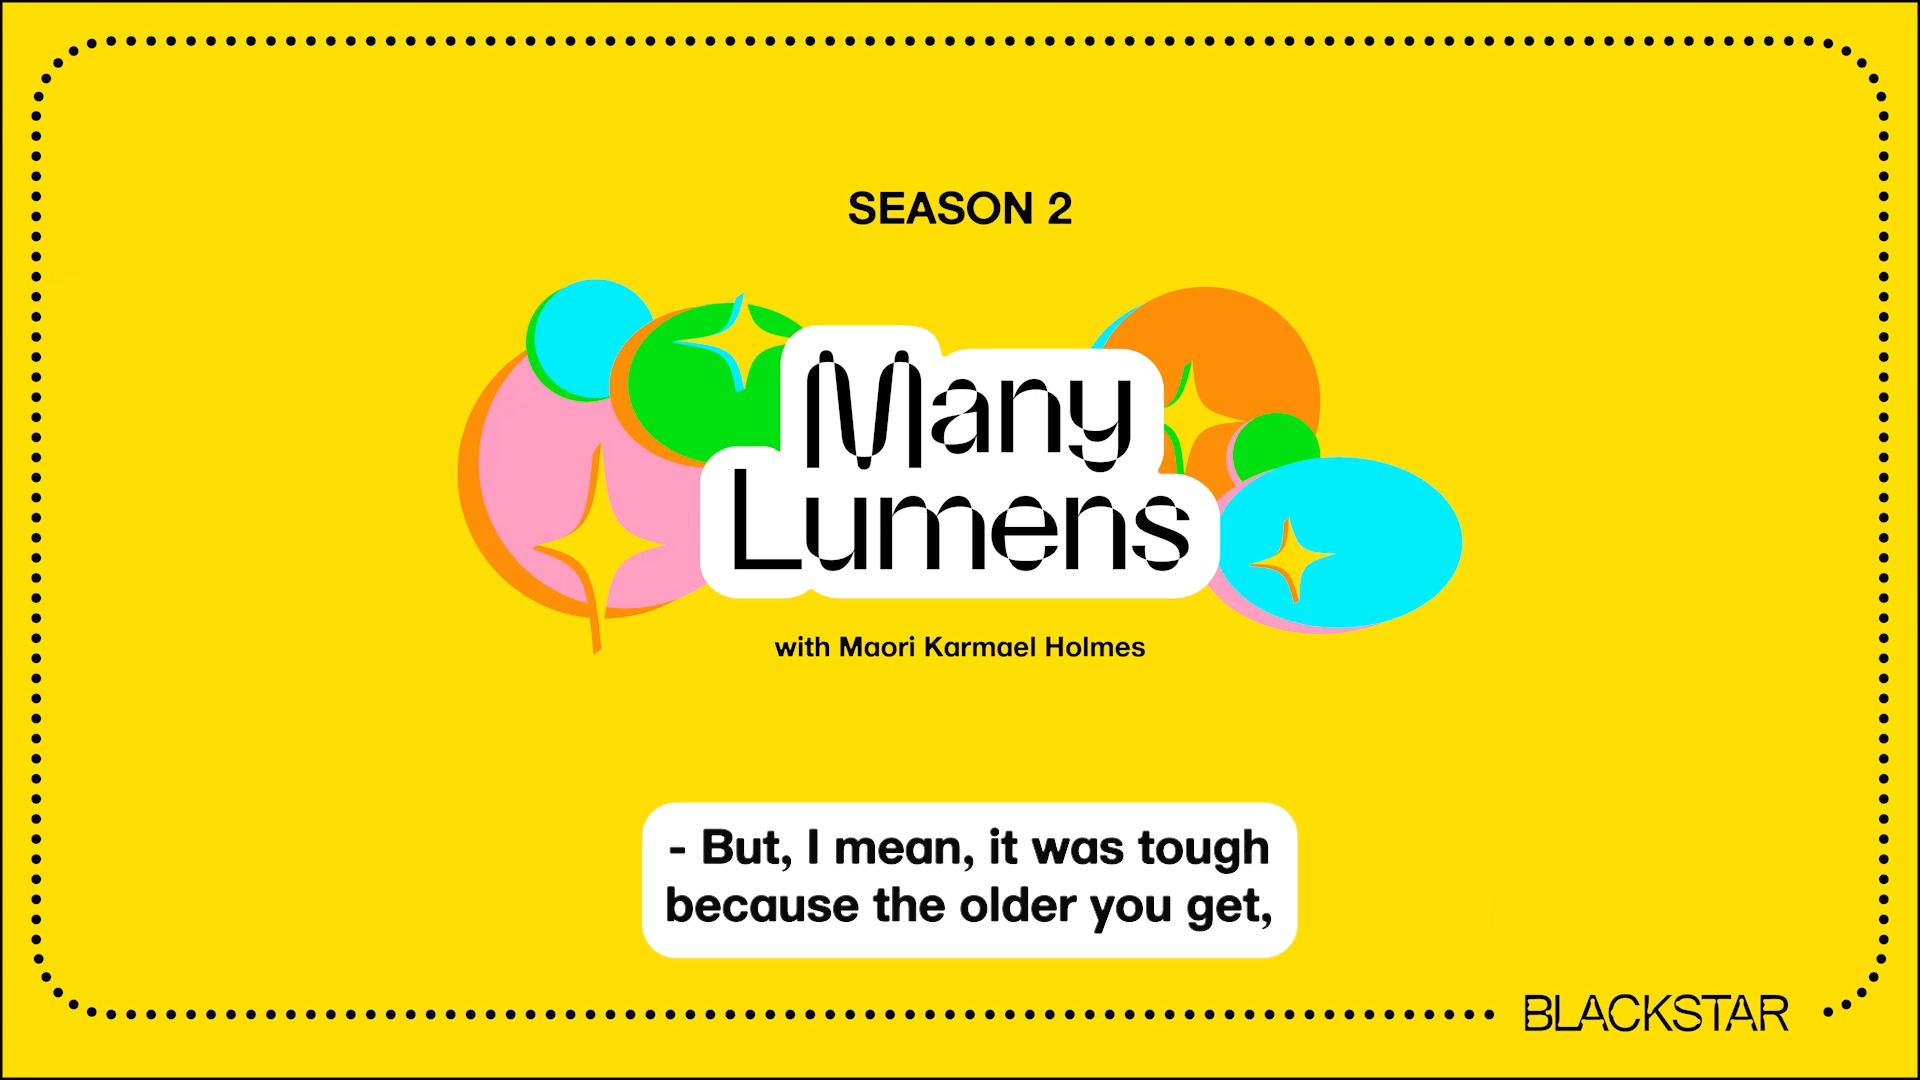 SEASON 2
Many
Lumens
with Maori Karmael Holmes
- But, I mean, it was tough
because the older you get,
BLACKSTAR